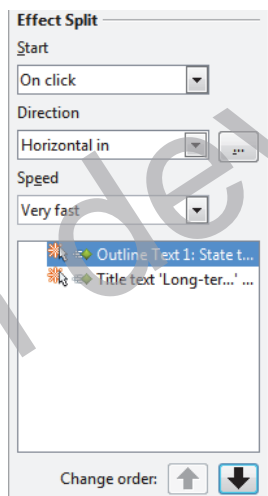 Effect Split
Start
On click
Direction
Horizontal in
...
Speed
Very fast
Outline Text 1: State t...
Title text 'Long-ter...' ...
Change order: